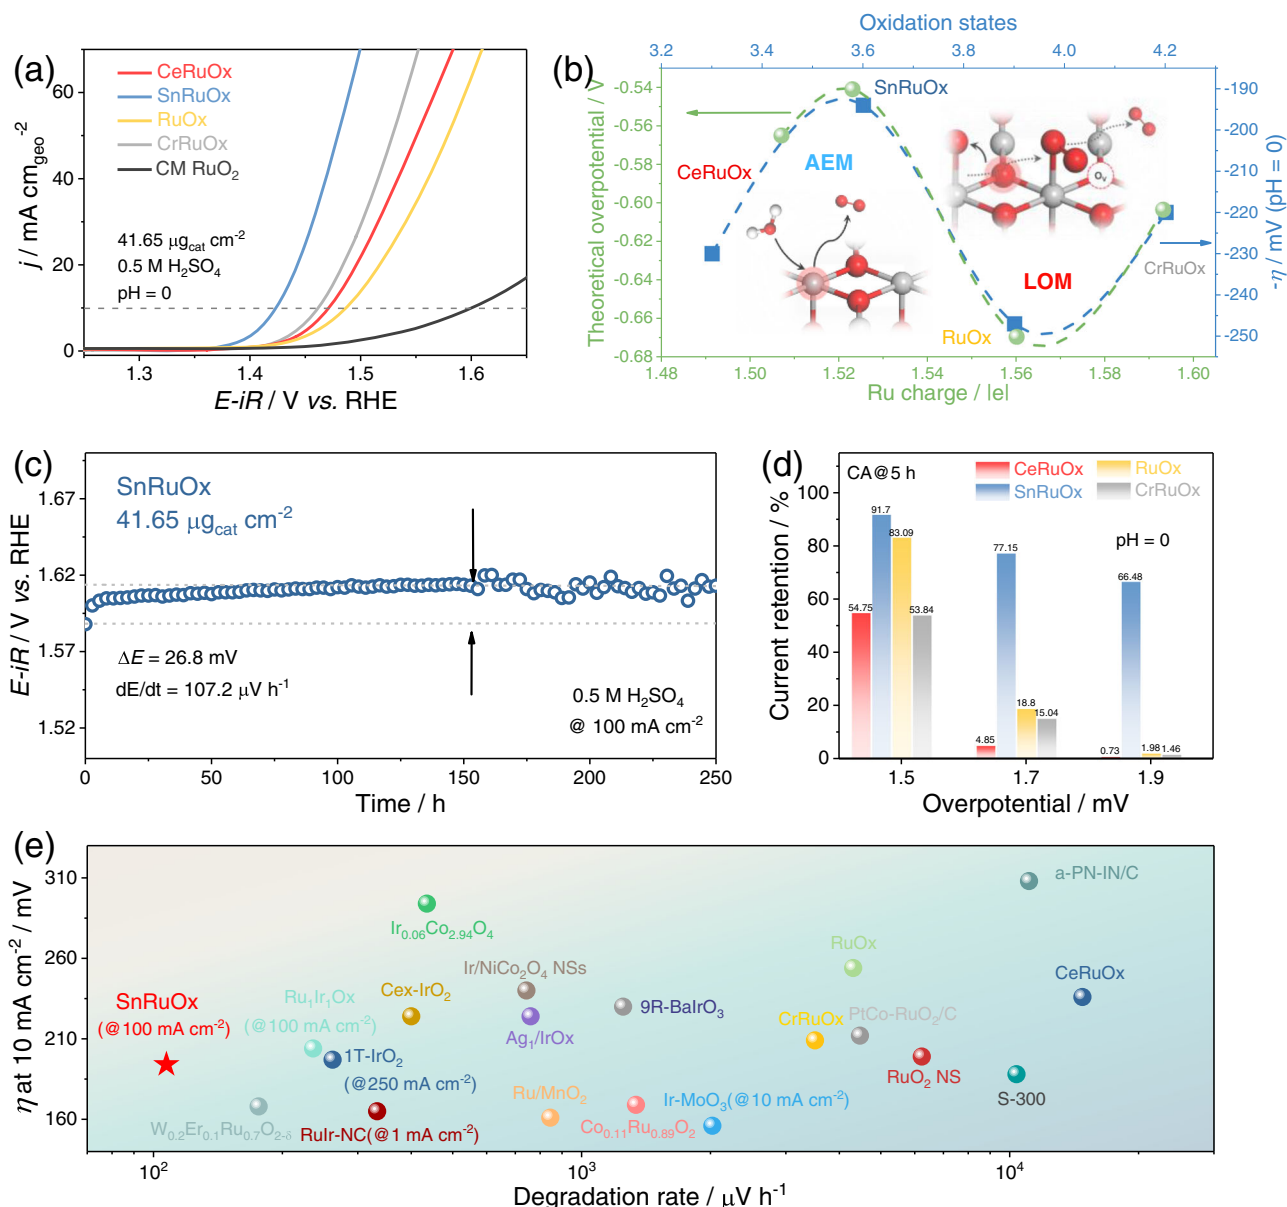 (a)
CeRuOx
SnRuOx
RuOx
CrRuOx
CM RuO₂
41.65 μg_cat cm⁻²
0.5 M H₂SO₄
pH = 0
j / mA cm_geo⁻²
0
20
40
60
1.3
1.4
1.5
1.6
E-iR / V vs. RHE
(b)
Oxidation states
3.2
3.4
3.6
3.8
4.0
4.2
Theoretical overpotential / V
-0.54
-0.56
-0.58
-0.60
-0.62
-0.64
-0.66
-0.68
-190
-200
-210
-220
-230
-240
-250
-η / mV (pH = 0)
SnRuOx
CeRuOx
AEM
O_V
LOM
CrRuOx
RuOx
1.48
1.50
1.52
1.54
1.56
1.58
1.60
Ru charge / |e|
(c)
SnRuOx
41.65 μg_cat cm⁻²
E-iR / V vs. RHE
1.67
1.62
1.57
1.52
ΔE = 26.8 mV
dE/dt = 107.2 μV h⁻¹
0.5 M H₂SO₄
@ 100 mA cm⁻²
0
50
100
150
200
250
Time / h
(d)
CA@5 h
CeRuOx
RuOx
SnRuOx
CrRuOx
pH = 0
Current retention / %
100
80
60
40
20
0
54.75
91.7
83.09
53.84
4.85
77.15
18.8
15.04
0.73
66.48
1.98
1.46
1.5
1.7
1.9
Overpotential / mV
(e)
η at 10 mA cm⁻² / mV
310
260
210
160
a-PN-IN/C
Ir₀.₀₆Co₂.₉₄O₄
RuOx
Ir/NiCo₂O₄ NSs
CeRuOx
SnRuOx
(@100 mA cm⁻²)
Ru₁Ir₁Ox
(@100 mA cm⁻²)
Cex-IrO₂
9R-BaIrO₃
CrRuOx
PtCo-RuO₂/C
Ag₁/IrOx
1T-IrO₂
(@250 mA cm⁻²)
RuO₂ NS
S-300
Ru/MnO₂
Ir-MoO₃(@10 mA cm⁻²)
W₀.₂Er₀.₁Ru₀.₇O₂₋δ
RuIr-NC(@1 mA cm⁻²)
Co₀.₁₁Ru₀.₈₉O₂
10²
10³
10⁴
Degradation rate / μV h⁻¹